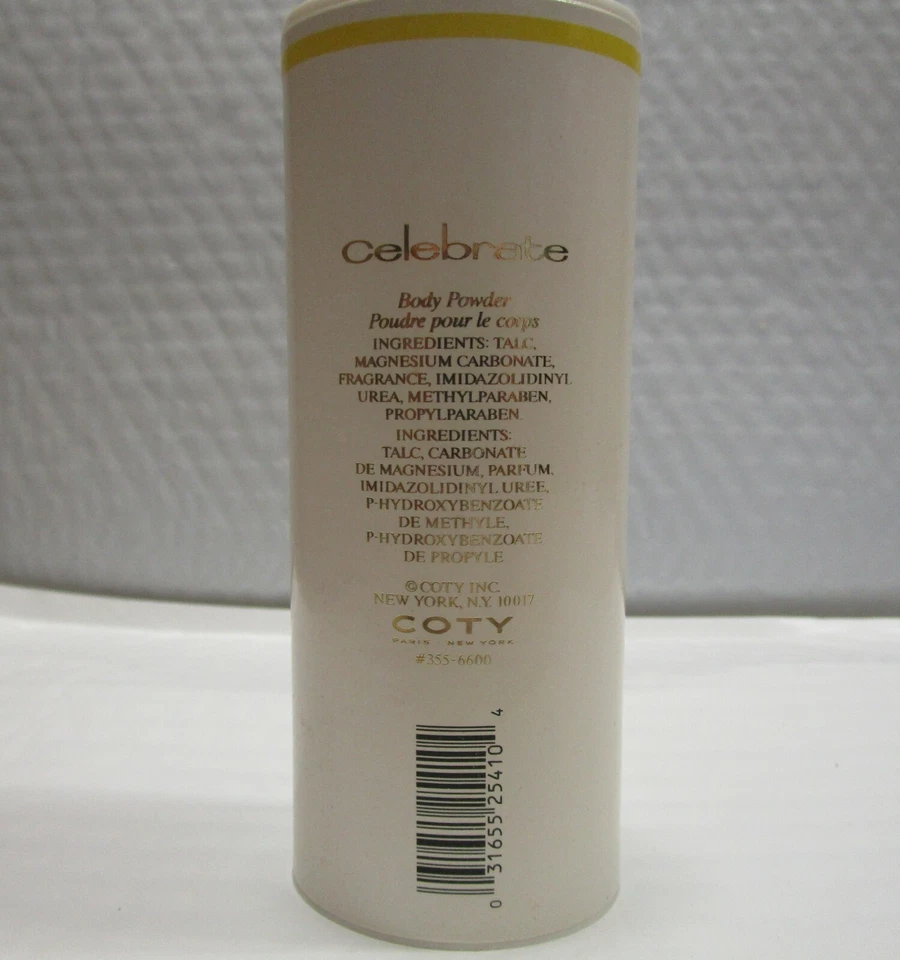 celebrate
Body Powder
Poudre pour le corps
INGREDIENTS: TALC,
MAGNESIUM CARBONATE,
FRAGRANCE, IMIDAZOLIDINYL
UREA, METHYLPARABEN,
PROPYLPARABEN.
INGREDIENTS:
TALC, CARBONATE
DE MAGNESIUM, PARFUM,
IMIDAZOLIDINYL UREE,
P-HYDROXYBENZOATE
DE METHYLE,
P-HYDROXYBENZOATE
DE PROPYLE
© COTY INC.
NEW YORK, N.Y. 10017
COTY
PARIS · NEW YORK
#355-6600
0 31655 25410 4